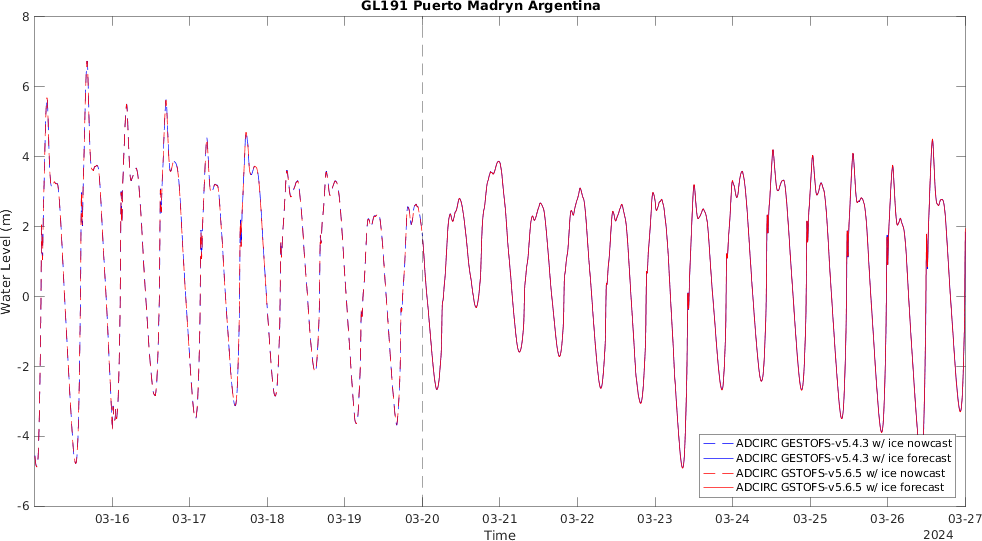 GL191 Puerto Madryn Argentina
8
6
4
2
0
-2
-4
-6
Water Level (m)
ADCIRC GESTOFS-v5.4.3 w/ ice nowcast
ADCIRC GESTOFS-v5.4.3 w/ ice forecast
ADCIRC GSTOFS-v5.6.5 w/ ice nowcast
ADCIRC GSTOFS-v5.6.5 w/ ice forecast
03-16 03-17 03-18 03-19 03-20 03-21 03-22 03-23 03-24 03-25 03-26 03-27
Time
2024